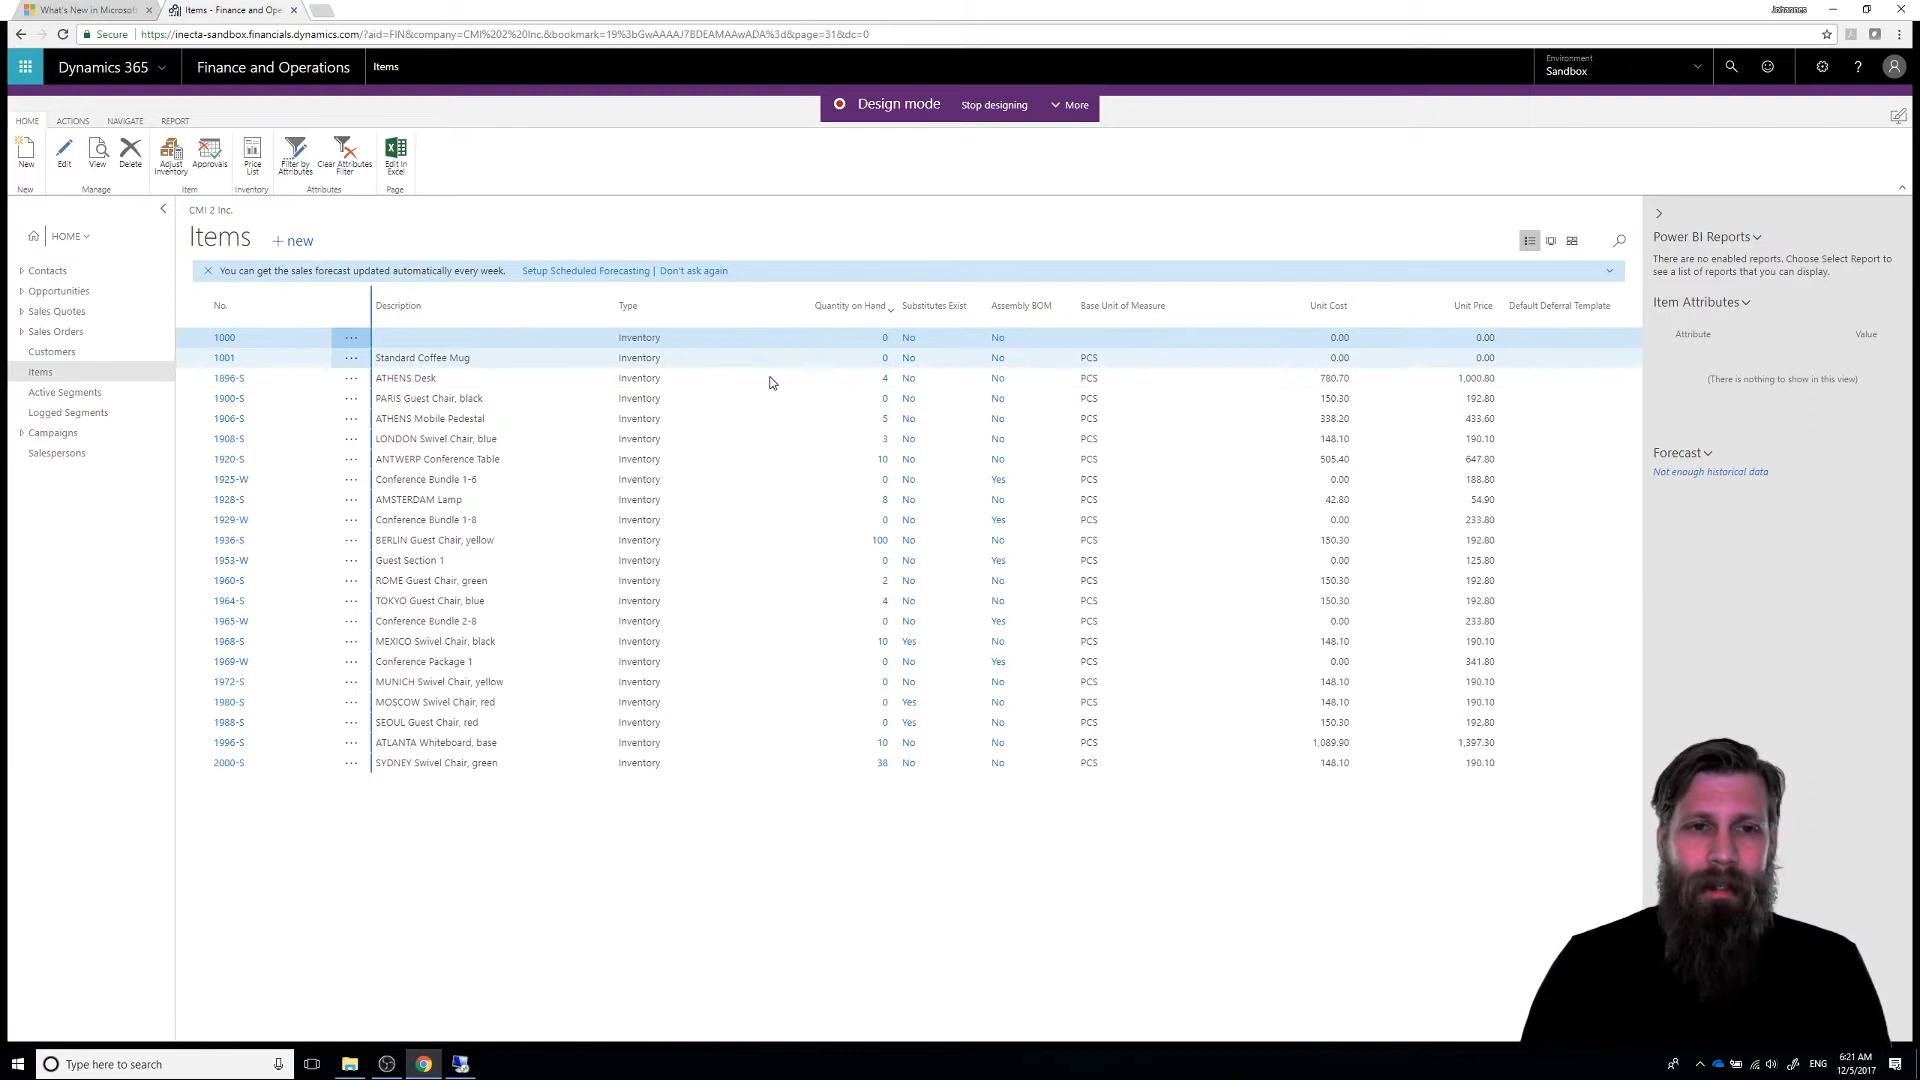 What's New in Microsoft
Items - Finance and Ope
Johannes
Secure
https://inecta-sandbox.financials.dynamics.com/?aid=FIN&company=CMI%202%20Inc.&bookmark=19%3bGwAAAAJ7BDEAMAAwADA%3d&page=31&dc=0
Dynamics 365
Finance and Operations
Items
Environment
Sandbox
Design mode Stop designing More
HOME ACTIONS NAVIGATE REPORT
New
Edit
View
Delete
Adjust Inventory
Approvals
Price List
Filter by Attributes
Clear Attributes Filter
Edit In Excel
New Manage Item Inventory Attributes Page
HOME
Contacts
Opportunities
Sales Quotes
Sales Orders
Customers
Items
Active Segments
Logged Segments
Campaigns
Salespersons
CMI 2 Inc.
Items + new
You can get the sales forecast updated automatically every week. Setup Scheduled Forecasting | Don't ask again
No. Description Type Quantity on Hand Substitutes Exist Assembly BOM Base Unit of Measure Unit Cost Unit Price Default Deferral Template
1000 ... Inventory 0 No No 0.00 0.00
1001 ... Standard Coffee Mug Inventory 0 No No PCS 0.00 0.00
1896-S ... ATHENS Desk Inventory 4 No No PCS 780.70 1,000.80
1900-S ... PARIS Guest Chair, black Inventory 0 No No PCS 150.30 192.80
1906-S ... ATHENS Mobile Pedestal Inventory 5 No No PCS 338.20 433.60
1908-S ... LONDON Swivel Chair, blue Inventory 3 No No PCS 148.10 190.10
1920-S ... ANTWERP Conference Table Inventory 10 No No PCS 505.40 647.80
1925-W ... Conference Bundle 1-6 Inventory 0 No Yes PCS 0.00 188.80
1928-S ... AMSTERDAM Lamp Inventory 8 No No PCS 42.80 54.90
1929-W ... Conference Bundle 1-8 Inventory 0 No Yes PCS 0.00 233.80
1936-S ... BERLIN Guest Chair, yellow Inventory 100 No No PCS 150.30 192.80
1953-W ... Guest Section 1 Inventory 0 No Yes PCS 0.00 125.80
1960-S ... ROME Guest Chair, green Inventory 2 No No PCS 150.30 192.80
1964-S ... TOKYO Guest Chair, blue Inventory 4 No No PCS 150.30 192.80
1965-W ... Conference Bundle 2-8 Inventory 0 No Yes PCS 0.00 233.80
1968-S ... MEXICO Swivel Chair, black Inventory 10 Yes No PCS 148.10 190.10
1969-W ... Conference Package 1 Inventory 0 No Yes PCS 0.00 341.80
1972-S ... MUNICH Swivel Chair, yellow Inventory 0 No No PCS 148.10 190.10
1980-S ... MOSCOW Swivel Chair, red Inventory 0 Yes No PCS 148.10 190.10
1988-S ... SEOUL Guest Chair, red Inventory 0 Yes No PCS 150.30 192.80
1996-S ... ATLANTA Whiteboard, base Inventory 10 No No PCS 1,089.90 1,397.30
2000-S ... SYDNEY Swivel Chair, green Inventory 38 No No PCS 148.10 190.10
Power BI Reports
There are no enabled reports. Choose Select Report to
see a list of reports that you can display.
Item Attributes
Attribute Value
(There is nothing to show in this view)
Forecast
Not enough historical data
Type here to search
ENG
6:21 AM
12/5/2017